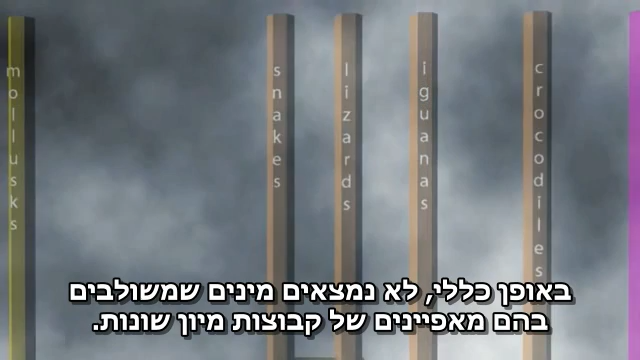 mollusks
snakes
lizards
iguanas
crocodiles
באופן כללי, לא נמצאים מינים שמשולבים
בהם מאפיינים של קבוצות מיון שונות.